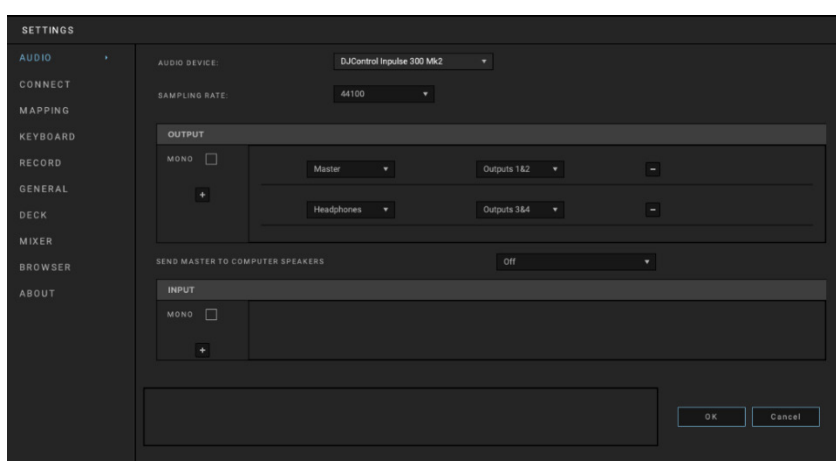 SETTINGS
AUDIO
CONNECT
MAPPING
KEYBOARD
RECORD
GENERAL
DECK
MIXER
BROWSER
ABOUT
AUDIO DEVICE: DJControl Inpulse 300 Mk2
SAMPLING RATE: 44100
OUTPUT
MONO
+
Master Outputs 1&2 −
Headphones Outputs 3&4 −
SEND MASTER TO COMPUTER SPEAKERS Off
INPUT
MONO
+
OK Cancel